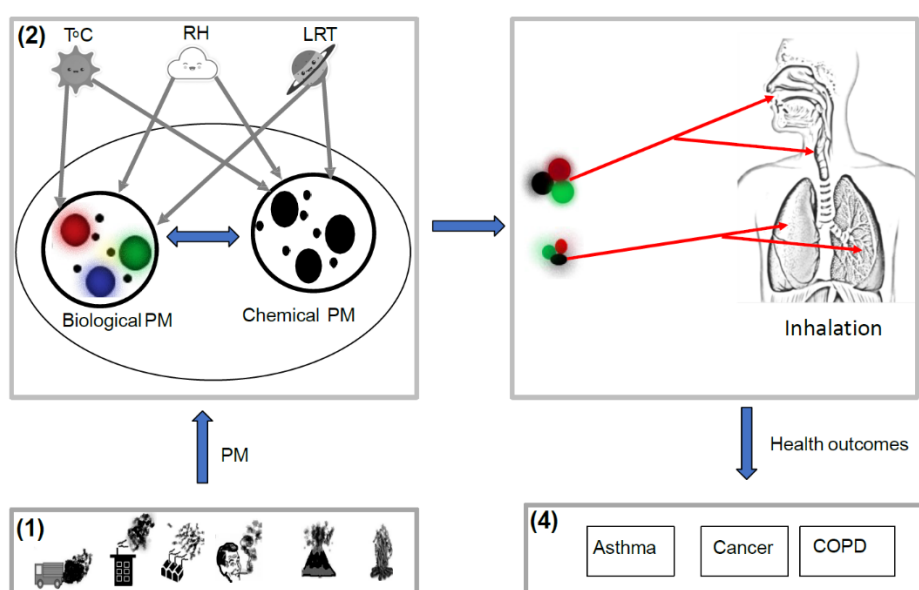 (2)
T°C
RH
LRT
Biological PM
Chemical PM
Inhalation
PM
Health outcomes
(1)
(4)
Asthma
Cancer
COPD